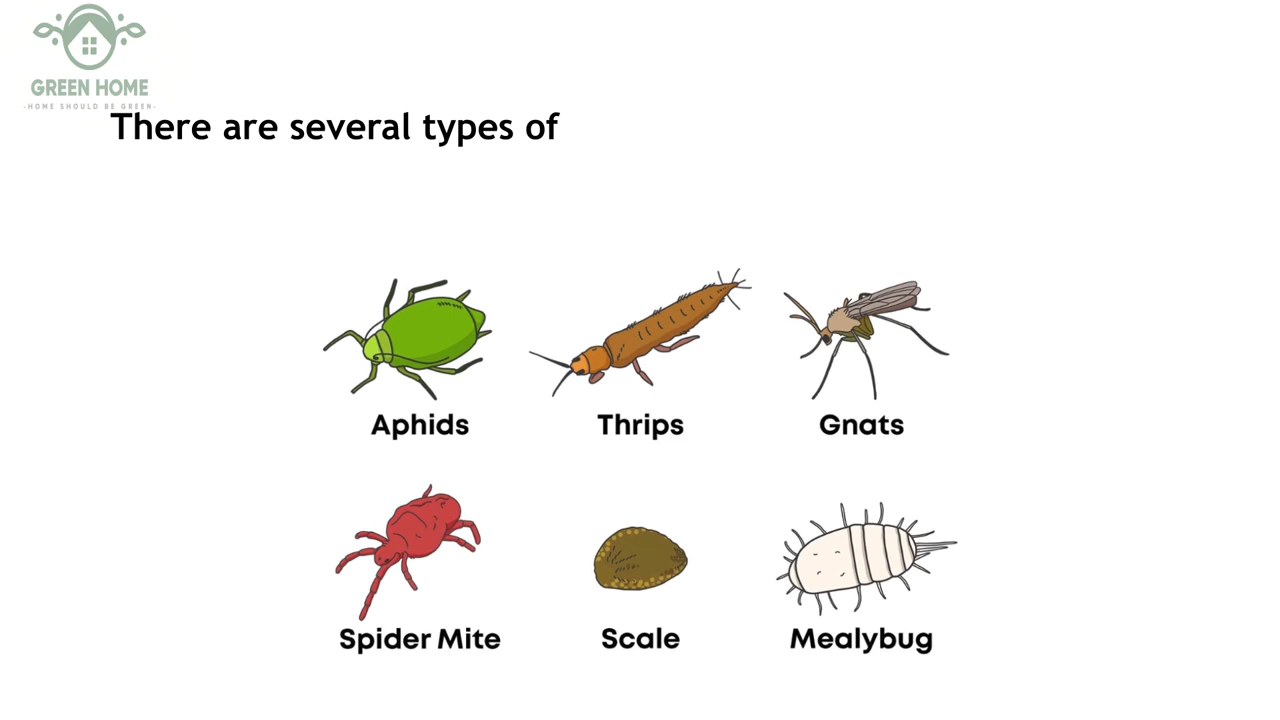 GREEN HOME
-HOME SHOULD BE GREEN-
There are several types of
Aphids
Thrips
Gnats
Spider Mite
Scale
Mealybug